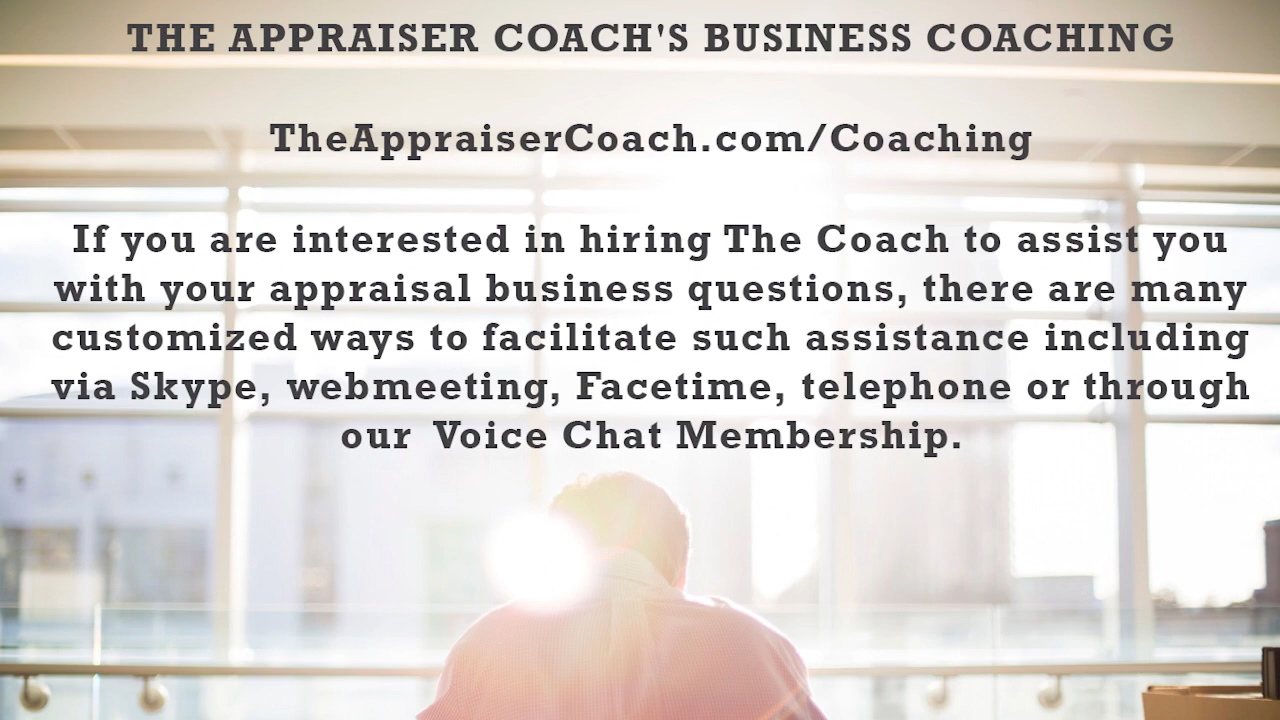 THE APPRAISER COACH'S BUSINESS COACHING
TheAppraiserCoach.com/Coaching
If you are interested in hiring The Coach to assist you
with your appraisal business questions, there are many
customized ways to facilitate such assistance including
via Skype, webmeeting, Facetime, telephone or through
our  Voice Chat Membership.